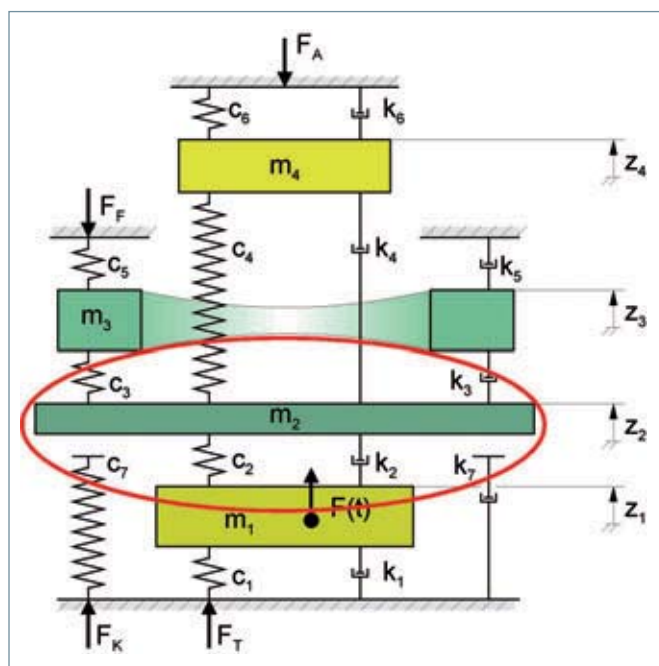 F_A
c_6 k_6
m_4
z_4
F_F
c_4 k_4
c_5 k_5
m_3
z_3
c_3 k_3
m_2
z_2
c_7 c_2 k_2 k_7
m_1 F(t)
z_1
c_1 k_1
F_K F_T